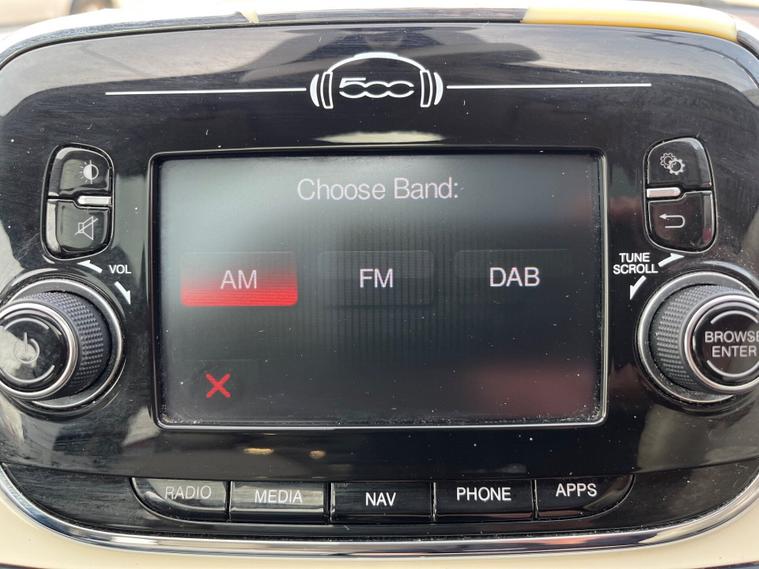 500
Choose Band:
VOL
TUNE
SCROLL
AM
FM
DAB
BROWSE
ENTER
RADIO
MEDIA
NAV
PHONE
APPS